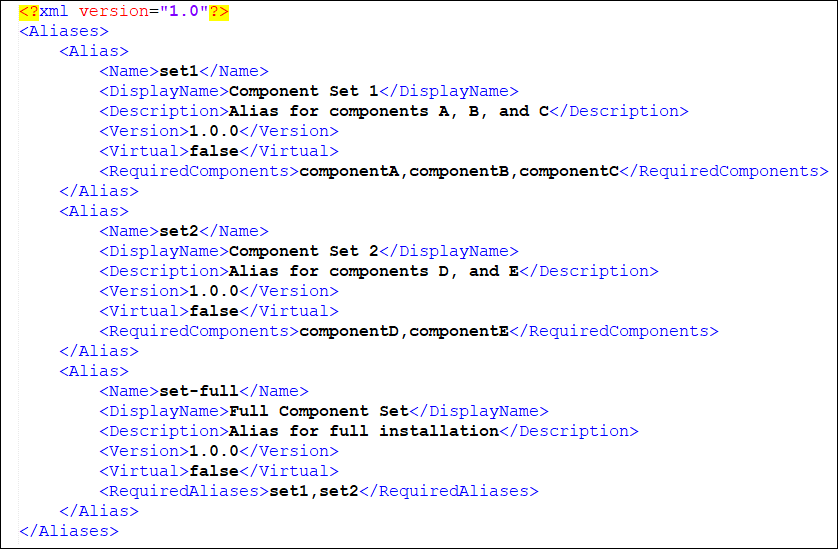 <?xml version="1.0"?>
<Aliases>
    <Alias>
        <Name>set1</Name>
        <DisplayName>Component Set 1</DisplayName>
        <Description>Alias for components A, B, and C</Description>
        <Version>1.0.0</Version>
        <Virtual>false</Virtual>
        <RequiredComponents>componentA,componentB,componentC</RequiredComponents>
    </Alias>
    <Alias>
        <Name>set2</Name>
        <DisplayName>Component Set 2</DisplayName>
        <Description>Alias for components D, and E</Description>
        <Version>1.0.0</Version>
        <Virtual>false</Virtual>
        <RequiredComponents>componentD,componentE</RequiredComponents>
    </Alias>
    <Alias>
        <Name>set-full</Name>
        <DisplayName>Full Component Set</DisplayName>
        <Description>Alias for full installation</Description>
        <Version>1.0.0</Version>
        <Virtual>false</Virtual>
        <RequiredAliases>set1,set2</RequiredAliases>
    </Alias>
</Aliases>